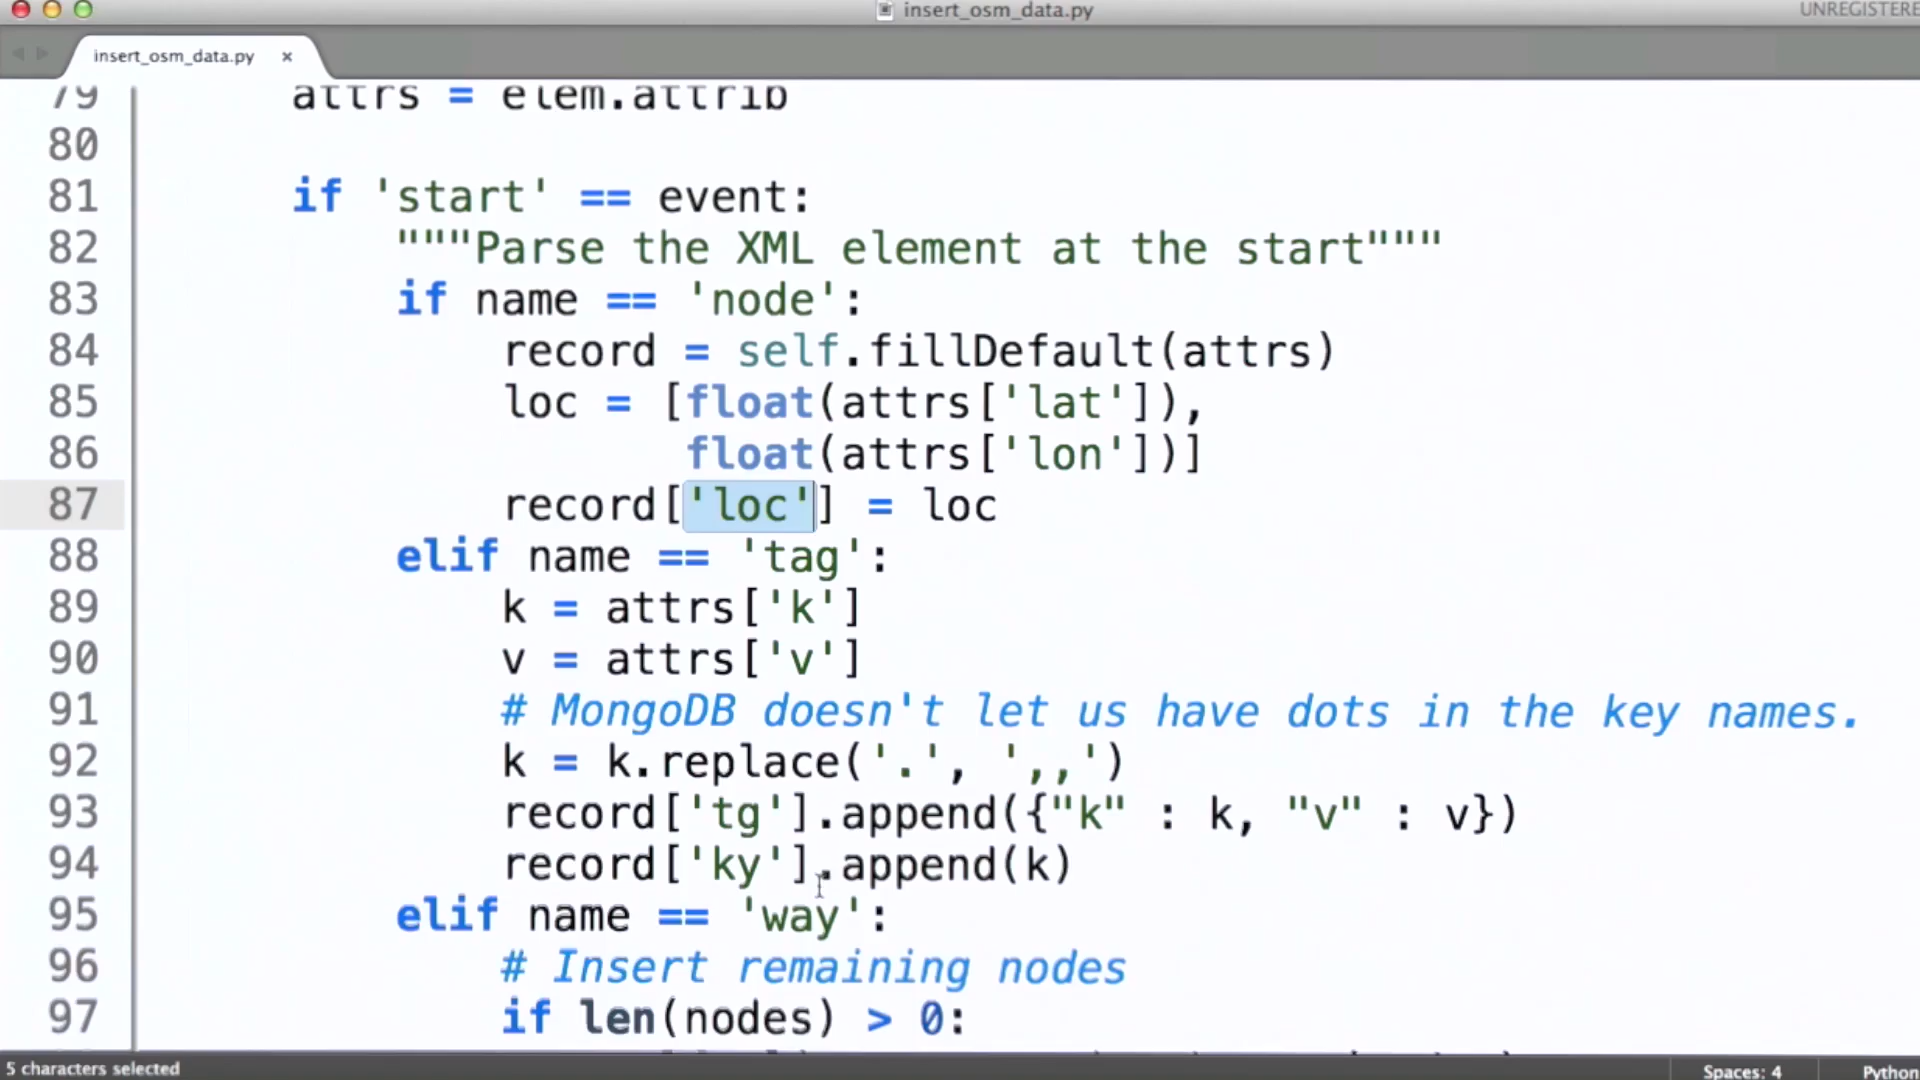 insert_osm_data.py
UNREGISTERE
insert_osm_data.py ×
79 attrs = elem.attrib
80
81 if 'start' == event:
82 """Parse the XML element at the start"""
83 if name == 'node':
84 record = self.fillDefault(attrs)
85 loc = [float(attrs['lat']),
86 float(attrs['lon'])]
87 record['loc'] = loc
88 elif name == 'tag':
89 k = attrs['k']
90 v = attrs['v']
91 # MongoDB doesn't let us have dots in the key names.
92 k = k.replace('.', ',,')
93 record['tg'].append({"k" : k, "v" : v})
94 record['ky'].append(k)
95 elif name == 'way':
96 # Insert remaining nodes
97 if len(nodes) > 0:
5 characters selected
Spaces: 4
Python